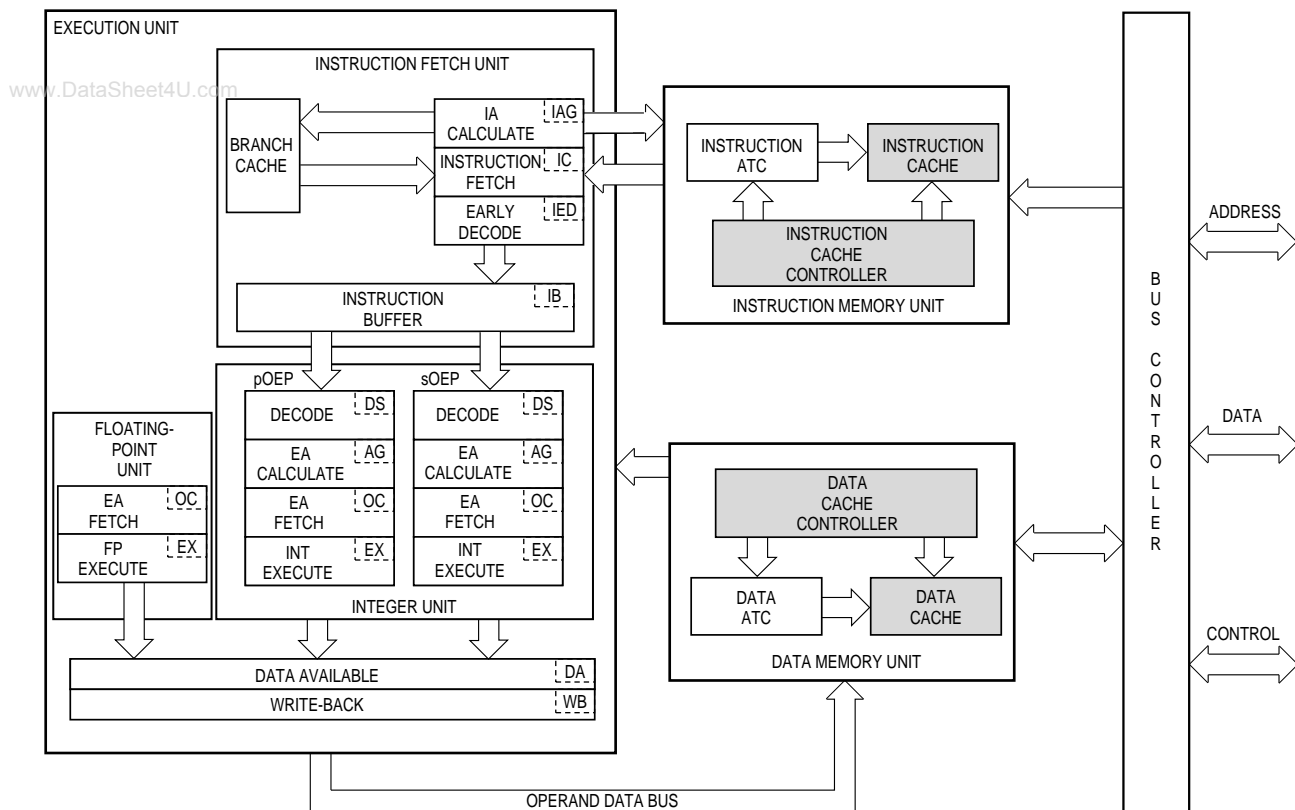 EXECUTION UNIT
www.DataSheet4U.com
INSTRUCTION FETCH UNIT
BRANCH
CACHE
IA
CALCULATE
IAG
INSTRUCTION
FETCH
IC
EARLY
DECODE
IED
INSTRUCTION
BUFFER
IB
INSTRUCTION
ATC
INSTRUCTION
CACHE
INSTRUCTION
CACHE
CONTROLLER
INSTRUCTION MEMORY UNIT
pOEP
DECODE
DS
EA
CALCULATE
AG
EA
FETCH
OC
INT
EXECUTE
EX
sOEP
DECODE
DS
EA
CALCULATE
AG
EA
FETCH
OC
INT
EXECUTE
EX
INTEGER UNIT
FLOATING-
POINT
UNIT
EA
FETCH
OC
FP
EXECUTE
EX
DATA AVAILABLE
DA
WRITE-BACK
WB
DATA
CACHE
CONTROLLER
DATA
ATC
DATA
CACHE
DATA MEMORY UNIT
OPERAND DATA BUS
BUS CONTROLLER
ADDRESS
DATA
CONTROL